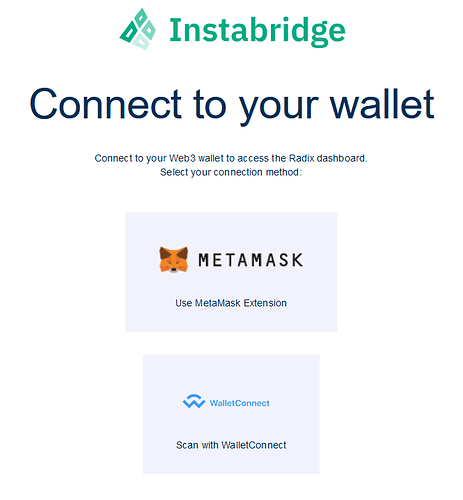 Instabridge
Connect to your wallet
Connect to your Web3 wallet to access the Radix dashboard.
Select your connection method:
METAMASK
Use MetaMask Extension
WalletConnect
Scan with WalletConnect